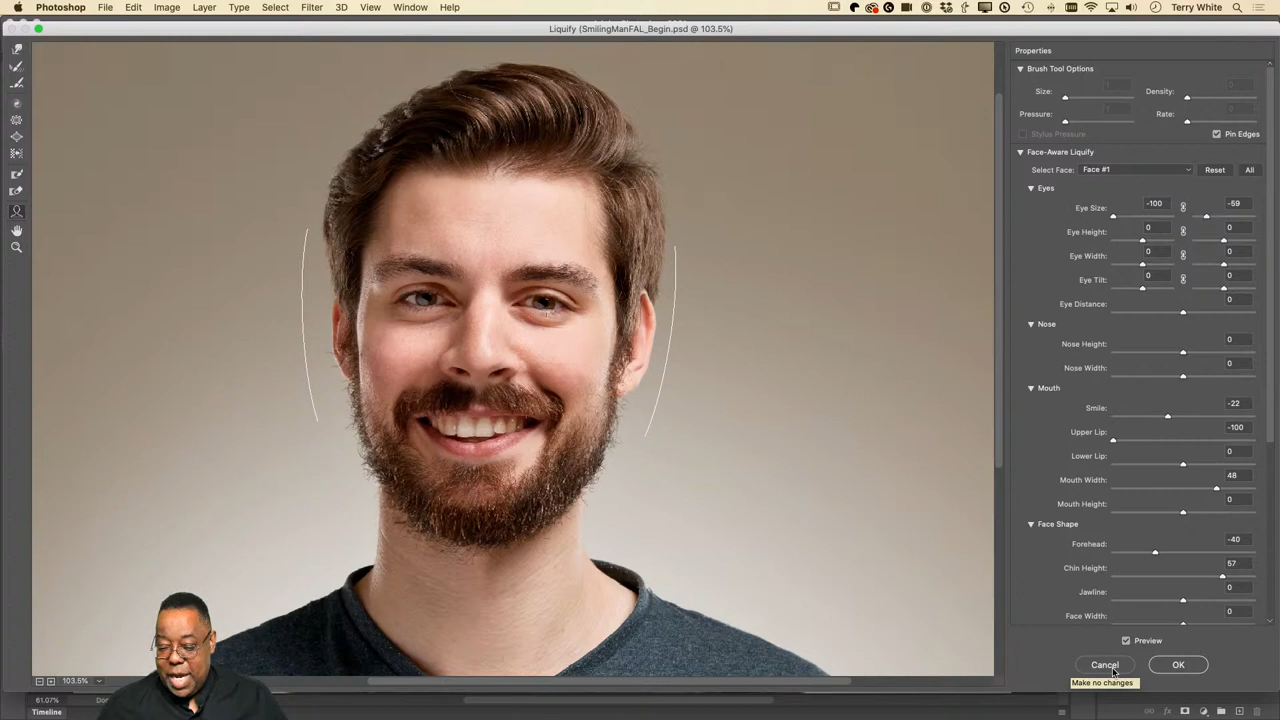 Photoshop File Edit Image Layer Type Select Filter 3D View Window Help Terry White
Liquify (SmilingManFAL_Begin.psd @ 103.5%)
Properties
Brush Tool Options
Size: Density:
Pressure: Rate:
Stylus Pressure Pin Edges
Face-Aware Liquify
Select Face: Face #1 Reset All
Eyes
Eye Size: -100 -59
Eye Height: 0 0
Eye Width: 0 0
Eye Tilt: 0 0
Eye Distance: 0
Nose
Nose Height: 0
Nose Width: 0
Mouth
Smile: -22
Upper Lip: -100
Lower Lip: 0
Mouth Width: 48
Mouth Height: 0
Face Shape
Forehead: -40
Chin Height: 57
Jawline: 0
Face Width: 0
Preview
Cancel OK
Make no changes
103.5%
61.07%
Timeline